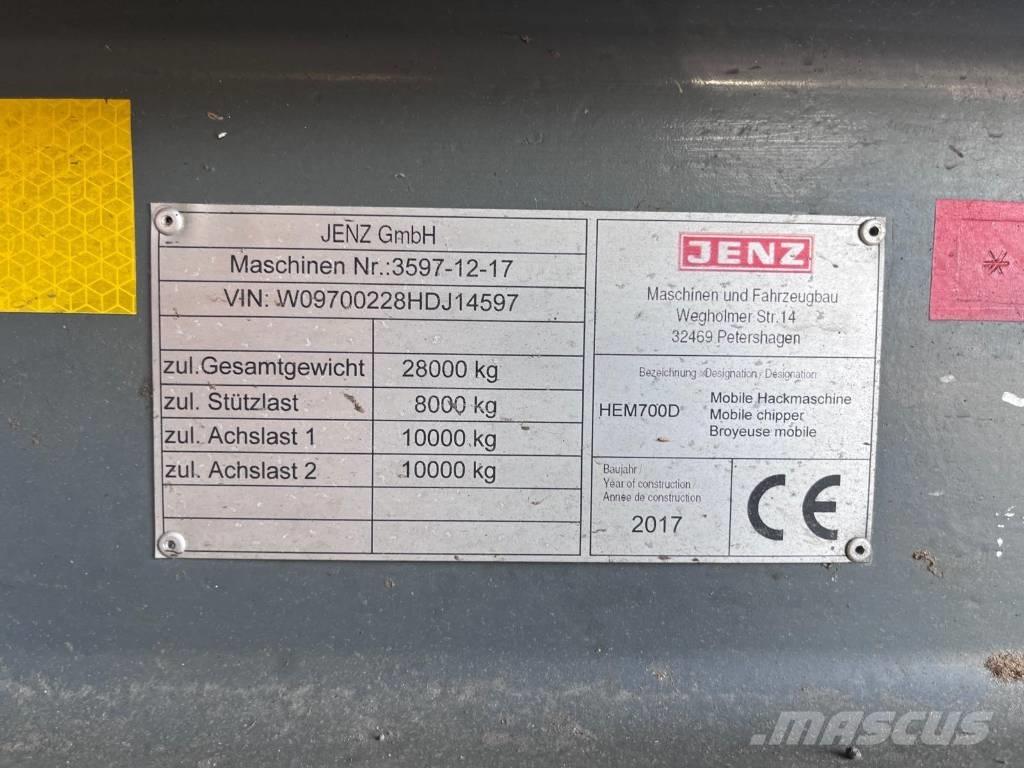 JENZ GmbH
Maschinen Nr.:3597-12-17
VIN: W09700228HDJ14597
zul.Gesamtgewicht 28000 kg
zul. Stützlast 8000 kg
zul. Achslast 1 10000 kg
zul. Achslast 2 10000 kg
JENZ
Maschinen und Fahrzeugbau
Wegholmer Str.14
32469 Petershagen
Bezeichnung /Designation / Désignation
HEM700D
Mobile Hackmaschine
Mobile chipper
Broyeuse mobile
Baujahr /
Year of construction
Année de construction
2017
CE
MASCUS